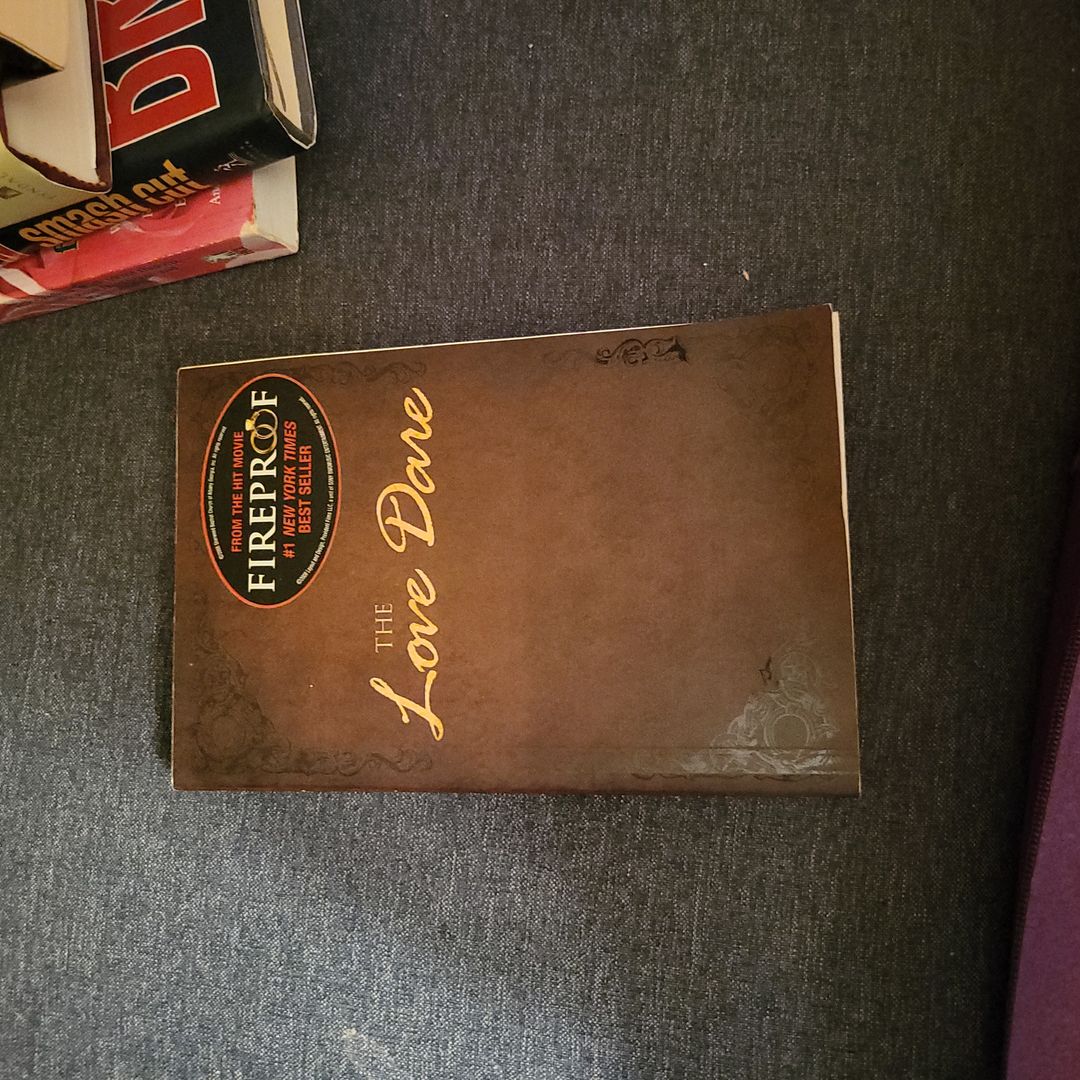 FROM THE HIT MOVIE
FIREPROOF
#1 NEW YORK TIMES
BEST SELLER
THE
Love Dare
smash cut